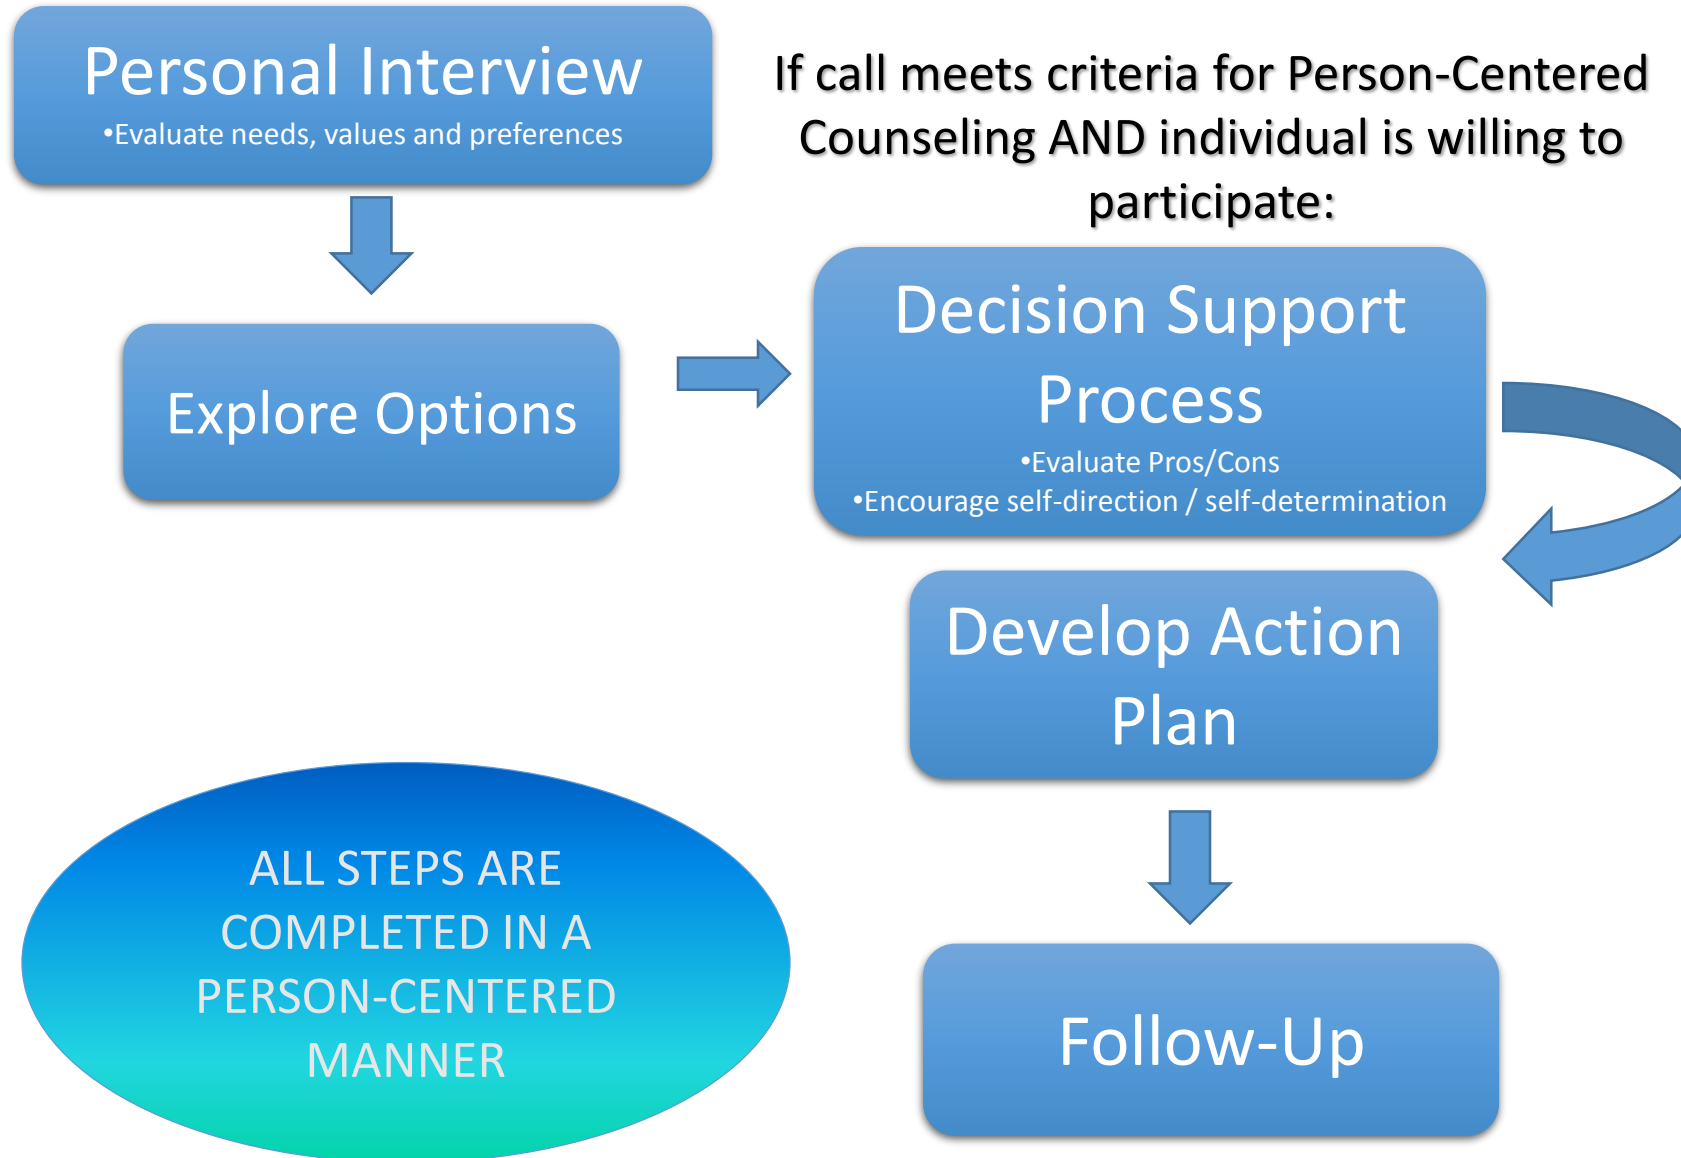 Personal Interview
•Evaluate needs, values and preferences
If call meets criteria for Person-Centered
Counseling AND individual is willing to
participate:
Explore Options
Decision Support
Process
•Evaluate Pros/Cons
•Encourage self-direction / self-determination
Develop Action
Plan
Follow-Up
ALL STEPS ARE
COMPLETED IN A
PERSON-CENTERED
MANNER